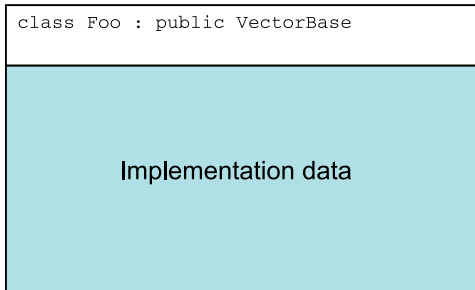 class Foo : public VectorBase
Implementation data